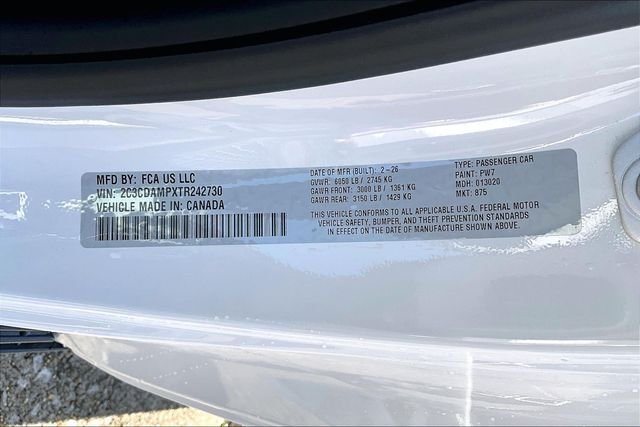 MFD BY: FCA US LLC
VIN: 2C3CDAMPXTR242730
VEHICLE MADE IN: CANADA
DATE OF MFR (BUILT): 2-26
GVWR: 6050 LB / 2745 KG
GAWR FRONT: 3000 LB / 1361 KG
GAWR REAR: 3150 LB / 1429 KG
TYPE: PASSENGER CAR
PAINT: PW7
MDH: 013020
MKT: 875
THIS VEHICLE CONFORMS TO ALL APPLICABLE U.S.A. FEDERAL MOTOR
VEHICLE SAFETY, BUMPER, AND THEFT PREVENTION STANDARDS
IN EFFECT ON THE DATE OF MANUFACTURE SHOWN ABOVE.